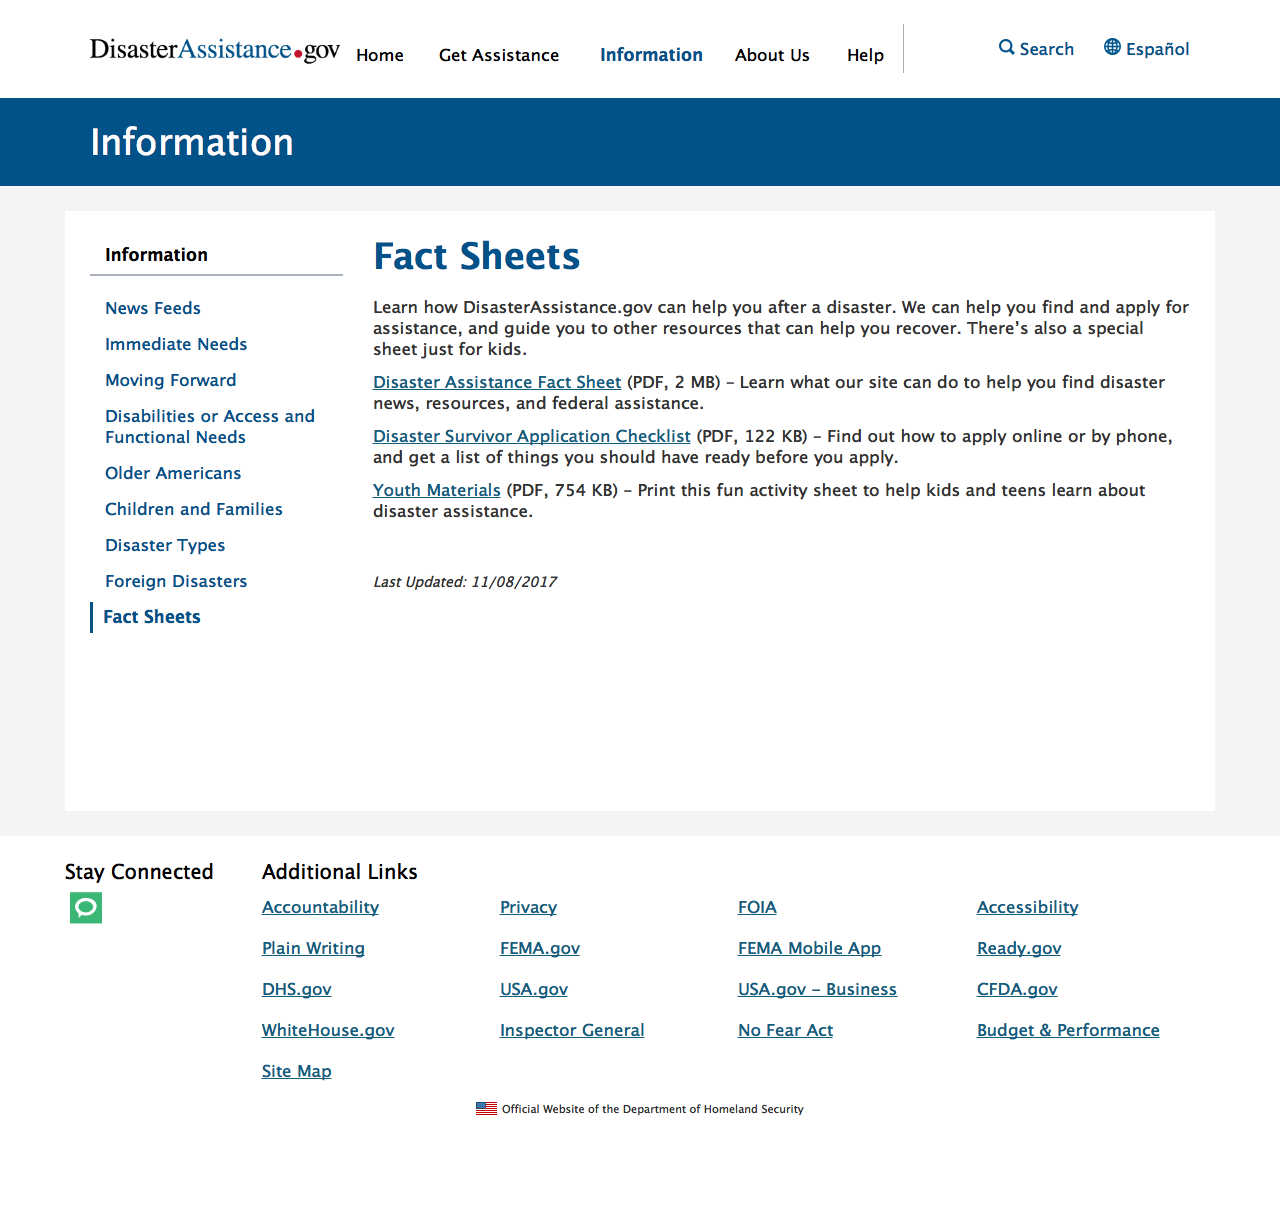 DisasterAssistance.gov
Home
Get Assistance
Information
About Us
Help
Search
Español
Information
Information
News Feeds
Immediate Needs
Moving Forward
Disabilities or Access and
Functional Needs
Older Americans
Children and Families
Disaster Types
Foreign Disasters
Fact Sheets
Fact Sheets
Learn how DisasterAssistance.gov can help you after a disaster. We can help you find and apply for
assistance, and guide you to other resources that can help you recover. There’s also a special
sheet just for kids.
Disaster Assistance Fact Sheet (PDF, 2 MB) – Learn what our site can do to help you find disaster
news, resources, and federal assistance.
Disaster Survivor Application Checklist (PDF, 122 KB) – Find out how to apply online or by phone,
and get a list of things you should have ready before you apply.
Youth Materials (PDF, 754 KB) – Print this fun activity sheet to help kids and teens learn about
disaster assistance.
Last Updated: 11/08/2017
Stay Connected
Additional Links
Accountability
Privacy
FOIA
Accessibility
Plain Writing
FEMA.gov
FEMA Mobile App
Ready.gov
DHS.gov
USA.gov
USA.gov – Business
CFDA.gov
WhiteHouse.gov
Inspector General
No Fear Act
Budget & Performance
Site Map
Official Website of the Department of Homeland Security